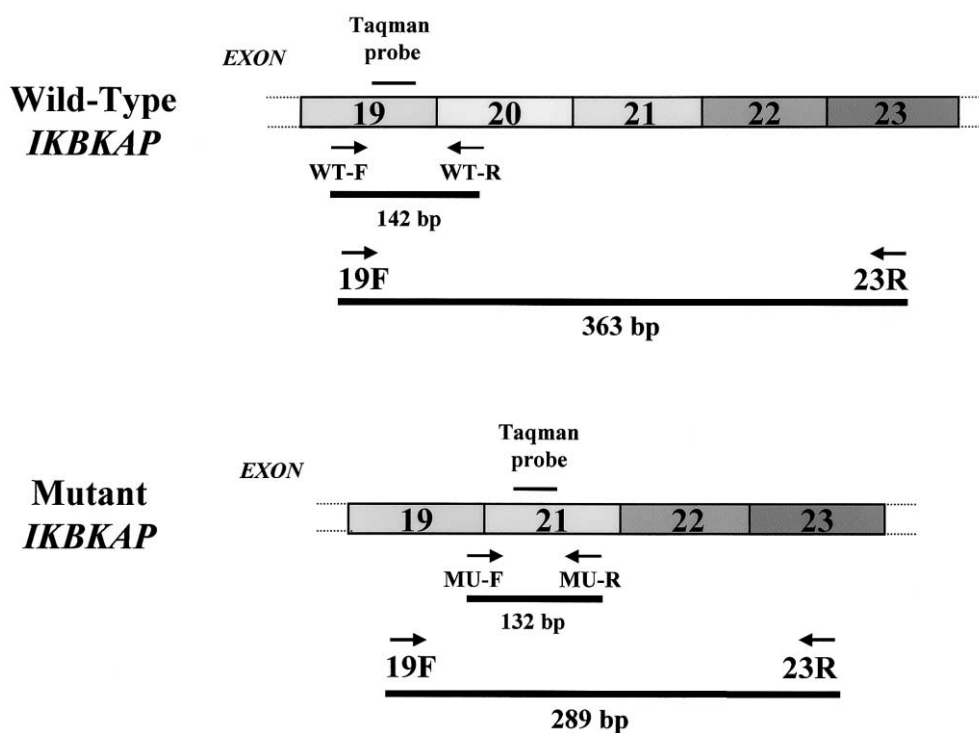 Taqman
probe
EXON
Wild-Type
IKBKAP
19 20 21 22 23
WT-F WT-R
142 bp
19F 23R
363 bp
Taqman
probe
EXON
Mutant
IKBKAP
19 21 22 23
MU-F MU-R
132 bp
19F 23R
289 bp